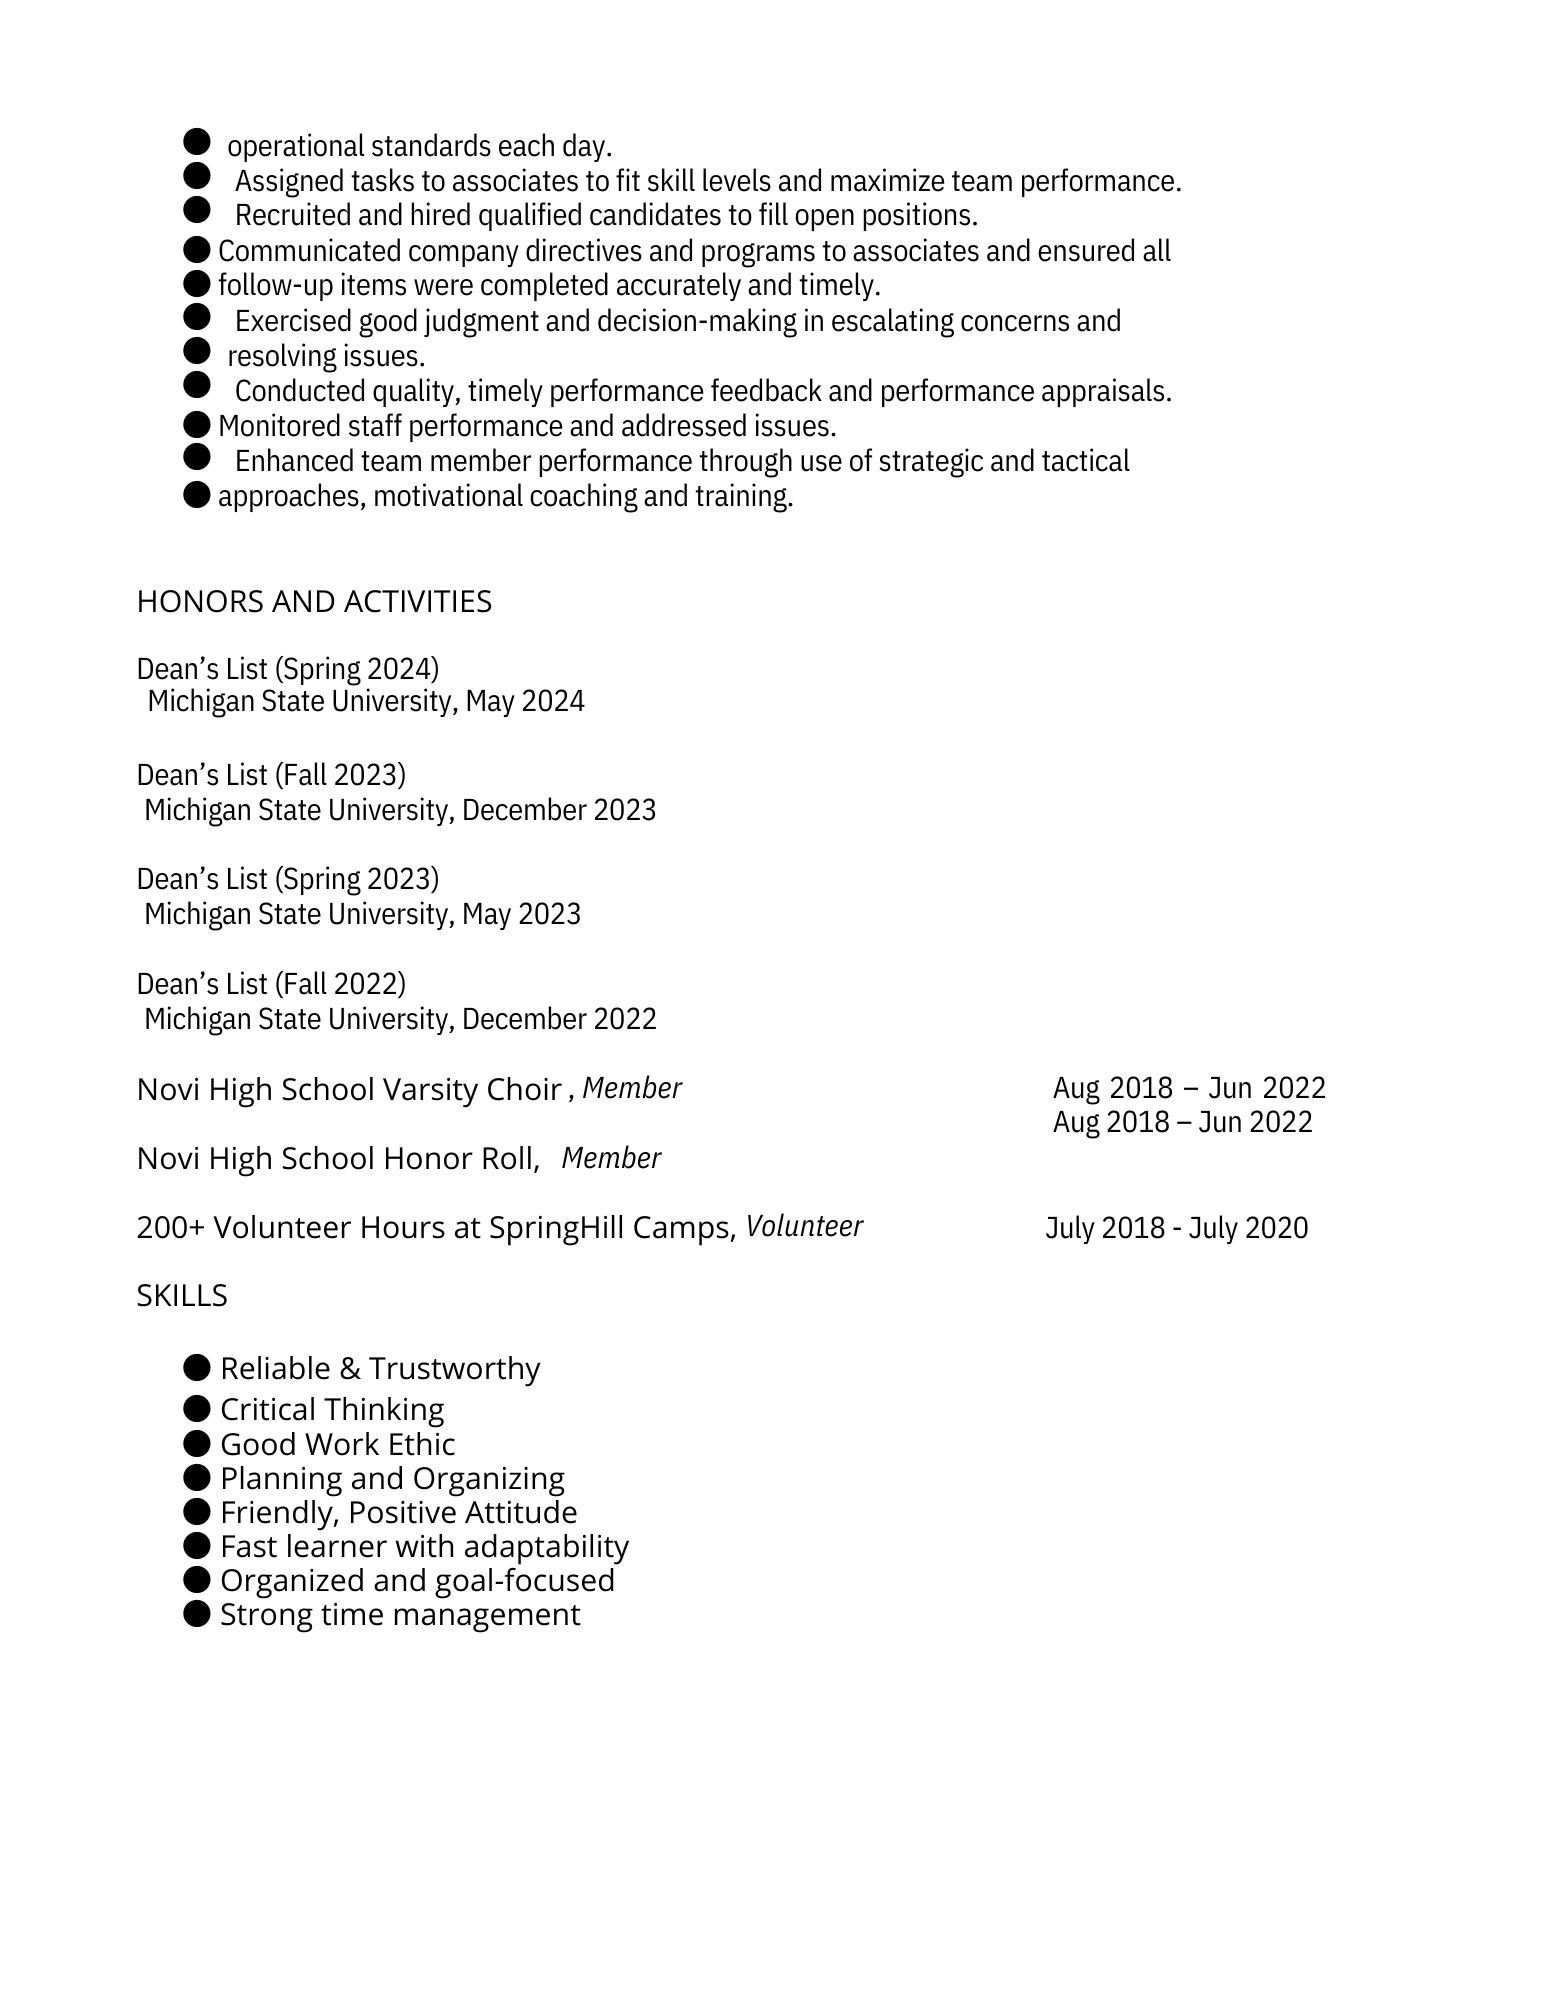 ● operational standards each day.
● Assigned tasks to associates to fit skill levels and maximize team performance.
● Recruited and hired qualified candidates to fill open positions.
● Communicated company directives and programs to associates and ensured all
● follow-up items were completed accurately and timely.
● Exercised good judgment and decision-making in escalating concerns and
● resolving issues.
● Conducted quality, timely performance feedback and performance appraisals.
● Monitored staff performance and addressed issues.
● Enhanced team member performance through use of strategic and tactical
● approaches, motivational coaching and training.
HONORS AND ACTIVITIES
Dean’s List (Spring 2024)
Michigan State University, May 2024
Dean’s List (Fall 2023)
Michigan State University, December 2023
Dean’s List (Spring 2023)
Michigan State University, May 2023
Dean’s List (Fall 2022)
Michigan State University, December 2022
Novi High School Varsity Choir , Member Aug 2018 – Jun 2022
Aug 2018 – Jun 2022
Novi High School Honor Roll, Member
200+ Volunteer Hours at SpringHill Camps, Volunteer July 2018 - July 2020
SKILLS
● Reliable & Trustworthy
● Critical Thinking
● Good Work Ethic
● Planning and Organizing
● Friendly, Positive Attitude
● Fast learner with adaptability
● Organized and goal-focused
● Strong time management